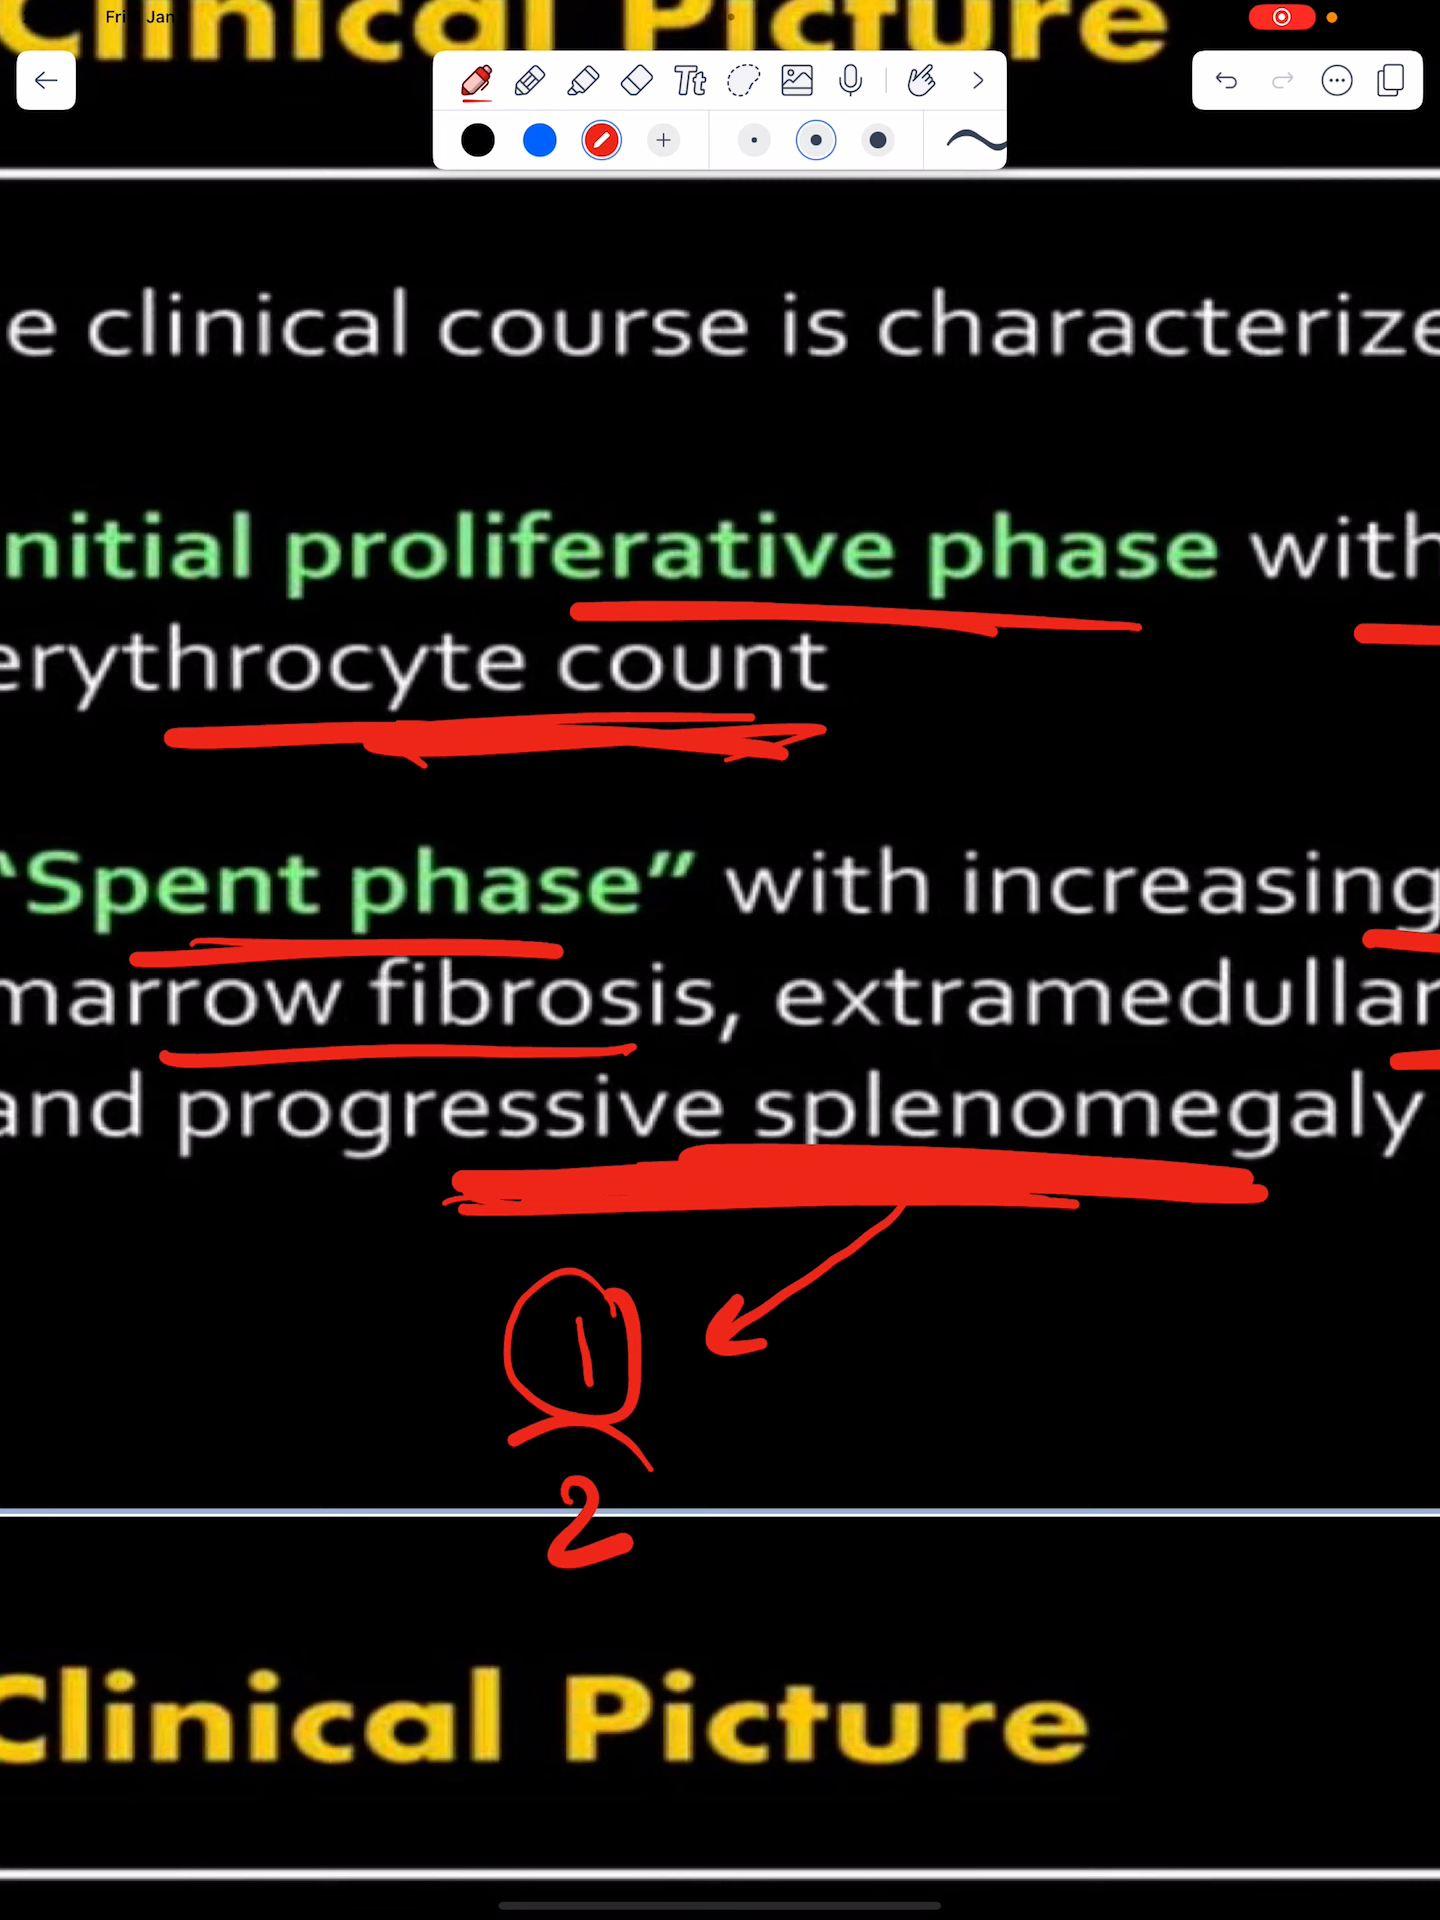 Clinical Picture
Fri Jan
Tt
e clinical course is characterize
nitial proliferative phase with
erythrocyte count
“Spent phase” with increasing
marrow fibrosis, extramedullar
and progressive splenomegaly
1
2
Clinical Picture